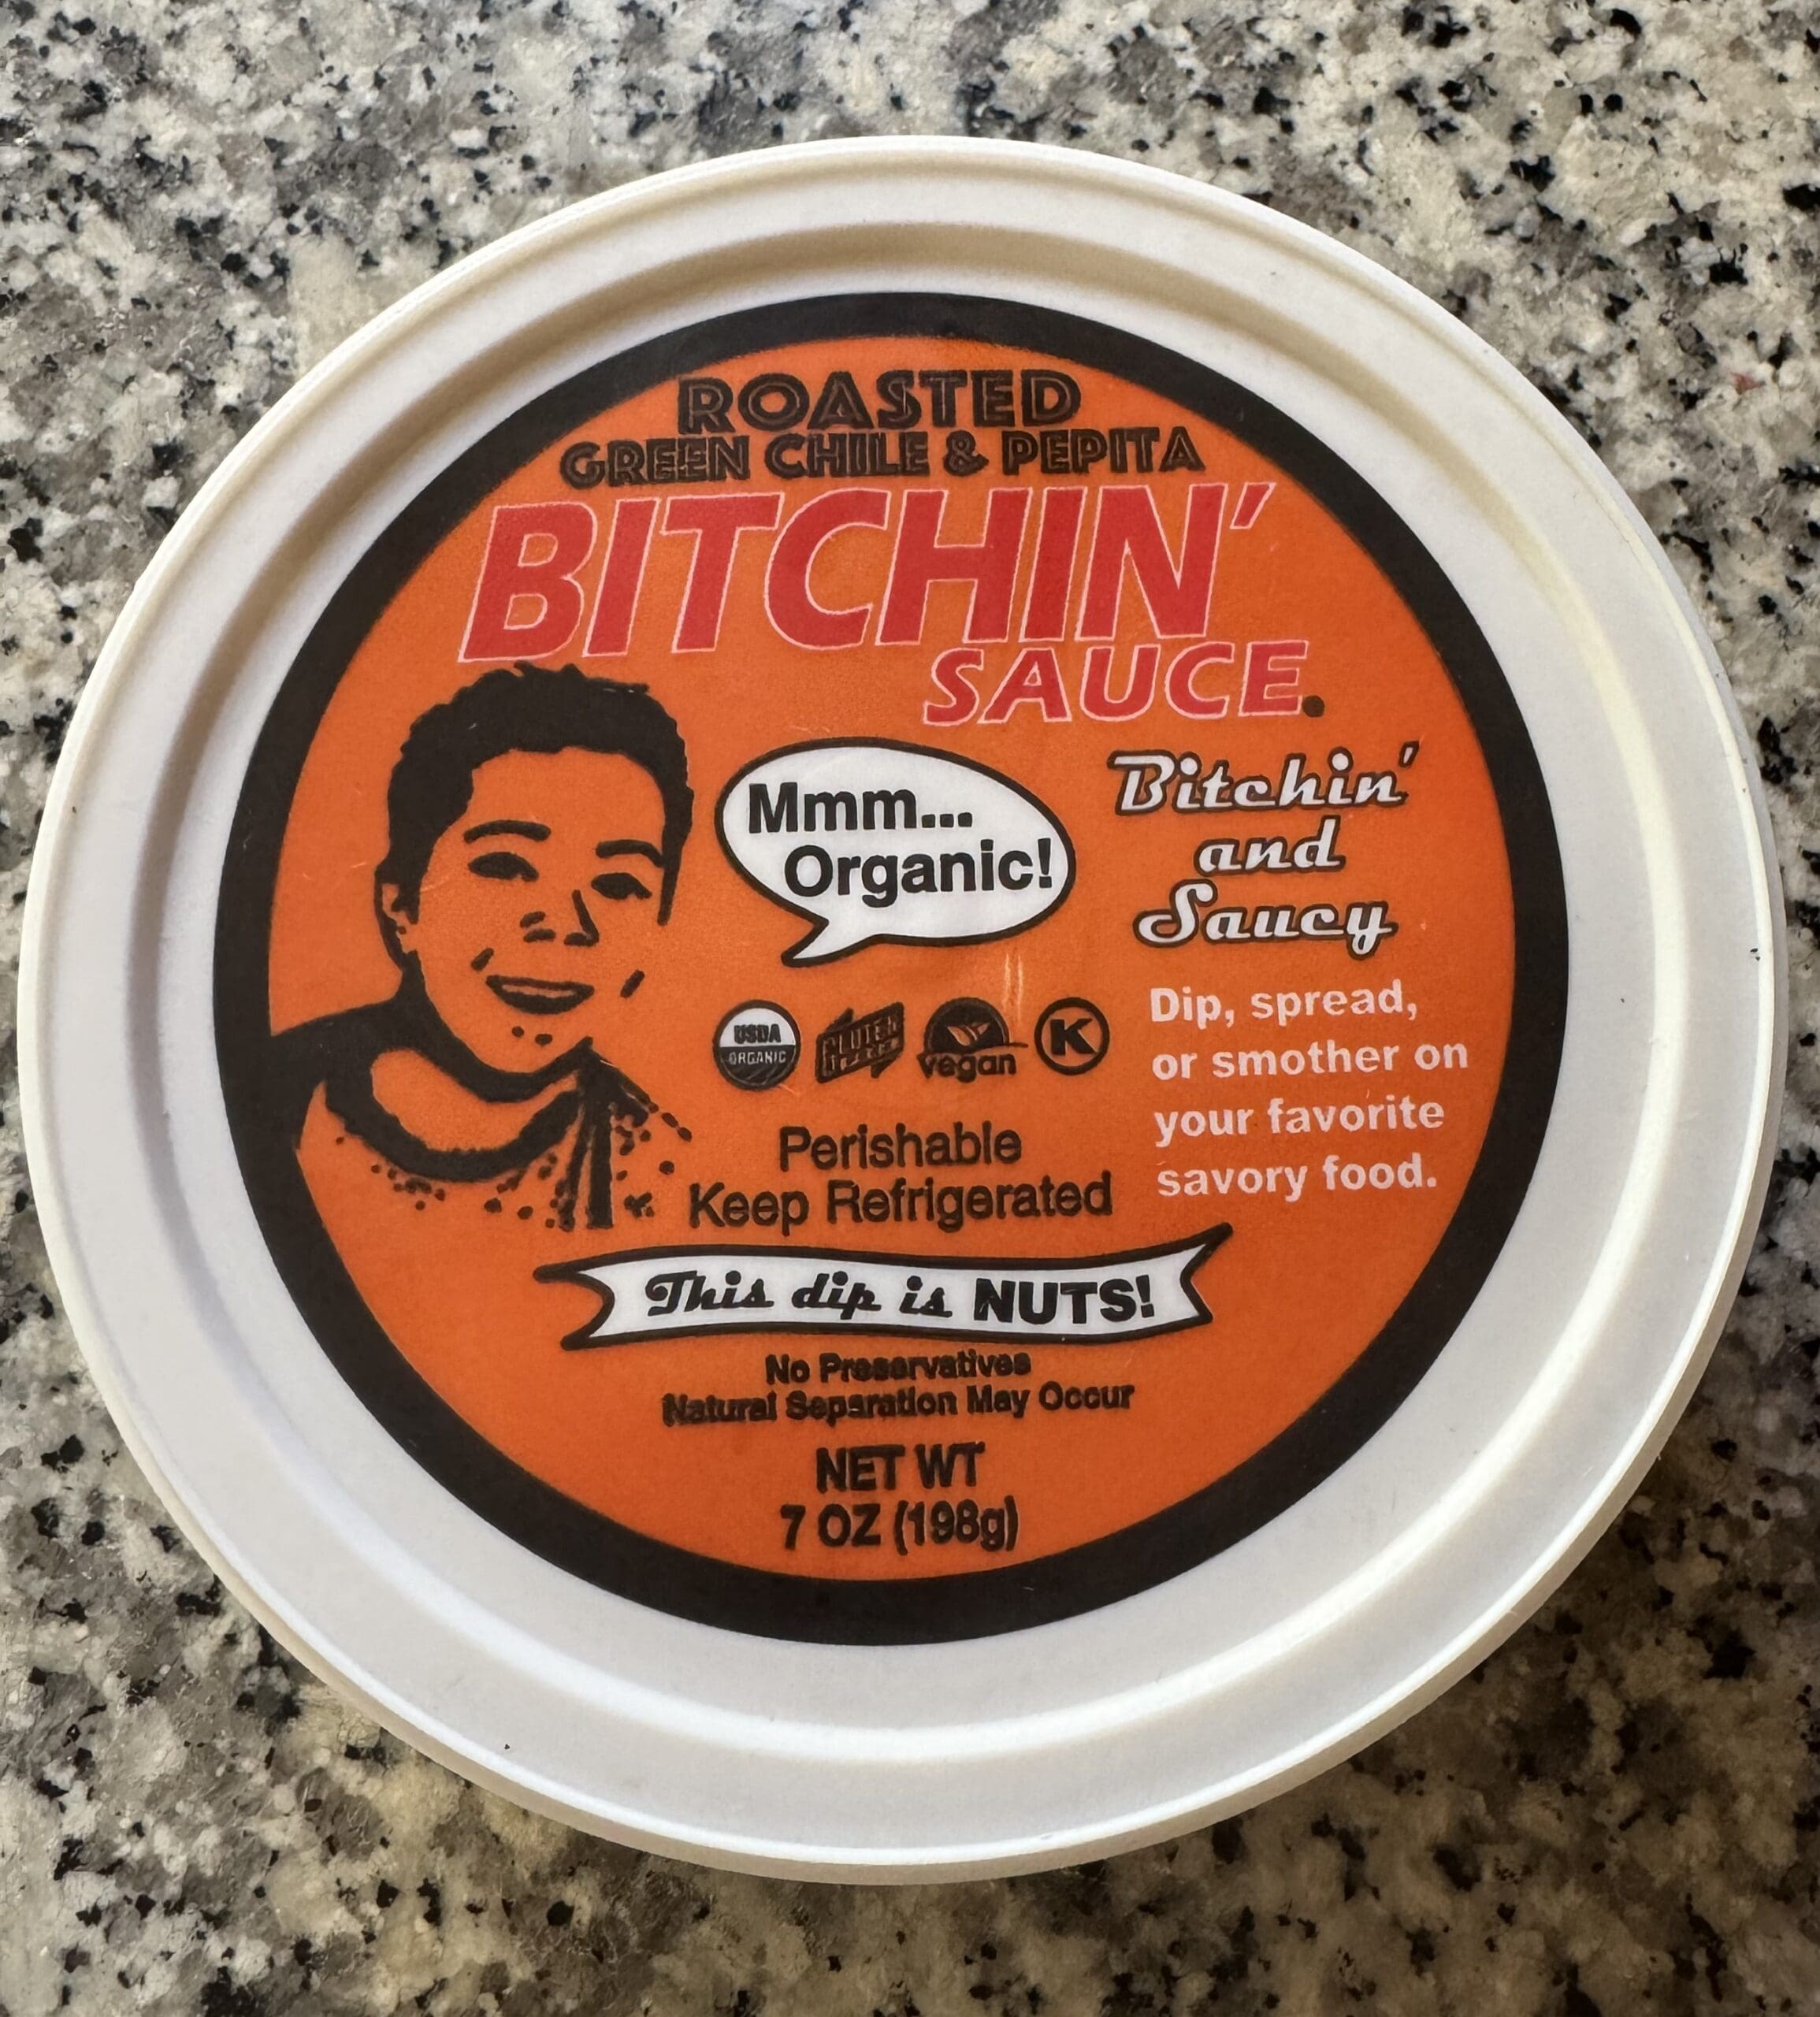 ROASTED
GREEN CHILE & PEPITA
BITCHIN'
SAUCE.
Mmm...
Organic!
Bitchin'
and
Saucy
USDA
ORGANIC
GLUTEN
FREE
vegan
K
Dip, spread,
or smother on
your favorite
savory food.
Perishable
Keep Refrigerated
This dip is NUTS!
No Preservatives
Natural Separation May Occur
NET WT
7 OZ (198g)